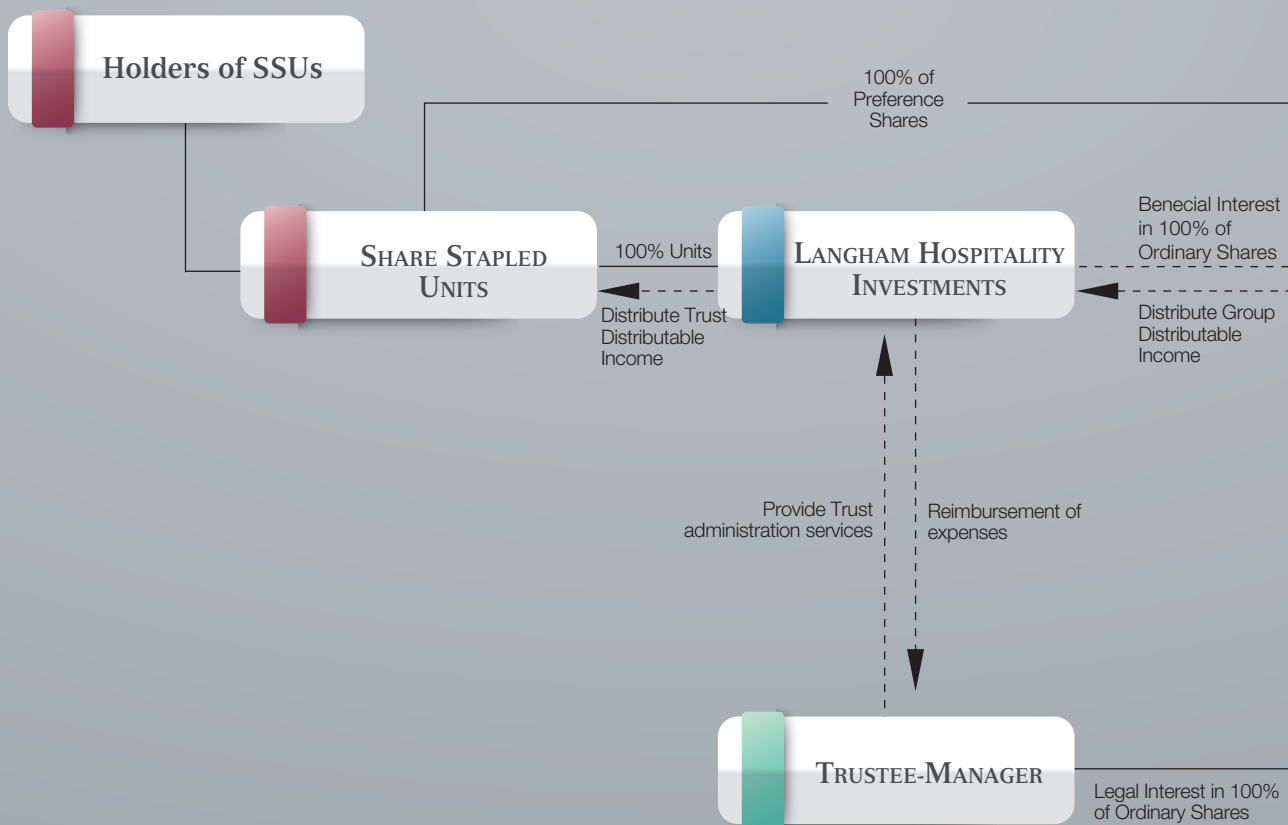 Holders of SSUs
100% of
Preference
Shares
SHARE STAPLED
UNITS
100% Units
Distribute Trust
Distributable
Income
LANGHAM HOSPITALITY
INVESTMENTS
Benecial Interest
in 100% of
Ordinary Shares
Distribute Group
Distributable
Income
Provide Trust
administration services
Reimbursement of
expenses
TRUSTEE-MANAGER
Legal Interest in 100%
of Ordinary Shares